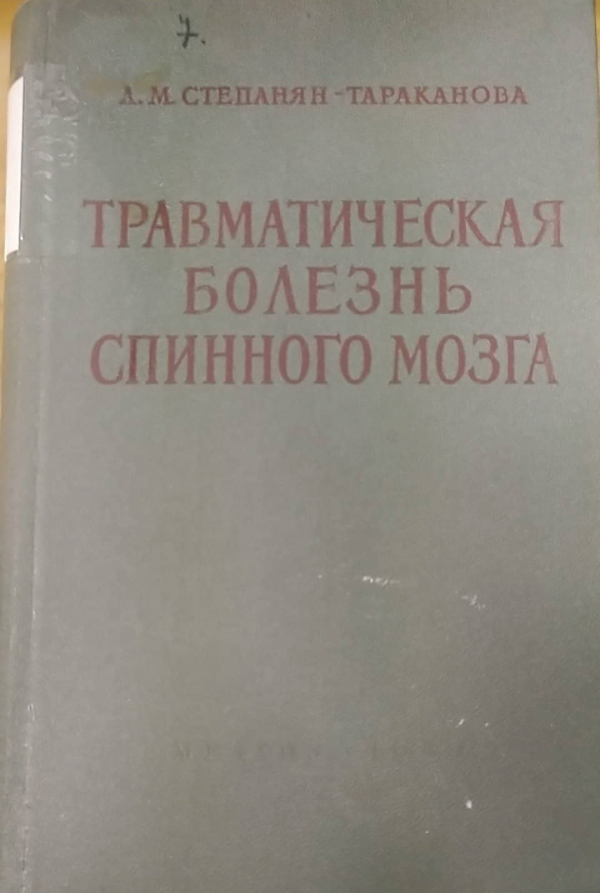 7.
А. М. СТЕПАНЯН-ТАРАКАНОВА
ТРАВМАТИЧЕСКАЯ
БОЛЕЗНЬ
СПИННОГО МОЗГА